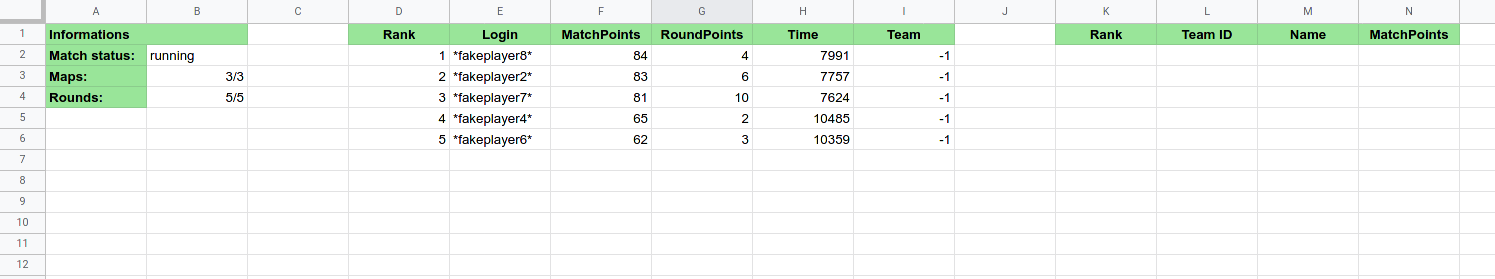 A B C D E F G H I J K L M N
1 Informations Rank Login MatchPoints RoundPoints Time Team Rank Team ID Name MatchPoints
2 Match status: running 1 *fakeplayer8* 84 4 7991 -1
3 Maps: 3/3 2 *fakeplayer2* 83 6 7757 -1
4 Rounds: 5/5 3 *fakeplayer7* 81 10 7624 -1
5 4 *fakeplayer4* 65 2 10485 -1
6 5 *fakeplayer6* 62 3 10359 -1
7
8
9
10
11
12